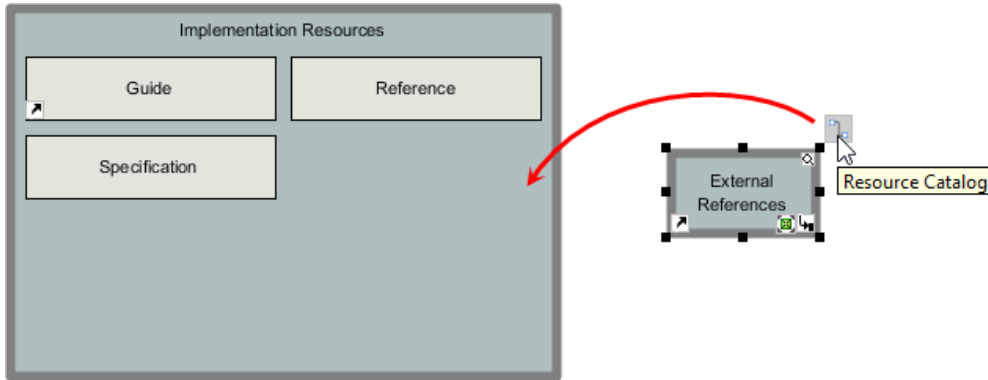 Implementation Resources
Guide
Reference
Specification
External
References
Resource Catalog